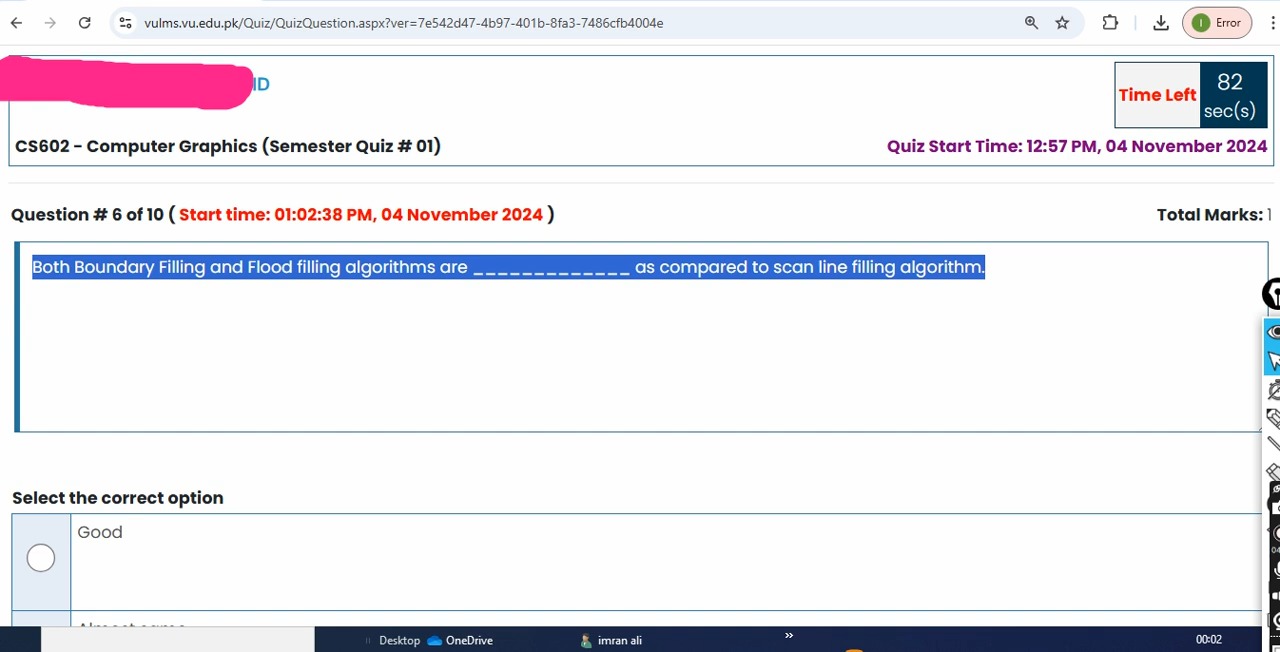 vulms.vu.edu.pk/Quiz/QuizQuestion.aspx?ver=7e542d47-4b97-401b-8fa3-7486cfb4004e
I Error
ID
Time Left
82
sec(s)
CS602 - Computer Graphics (Semester Quiz # 01)
Quiz Start Time: 12:57 PM, 04 November 2024
Question # 6 of 10 ( Start time: 01:02:38 PM, 04 November 2024 )
Total Marks: 1
Both Boundary Filling and Flood filling algorithms are _____________ as compared to scan line filling algorithm.
Select the correct option
Good
Almost same
Desktop
OneDrive
imran ali
»
00:02